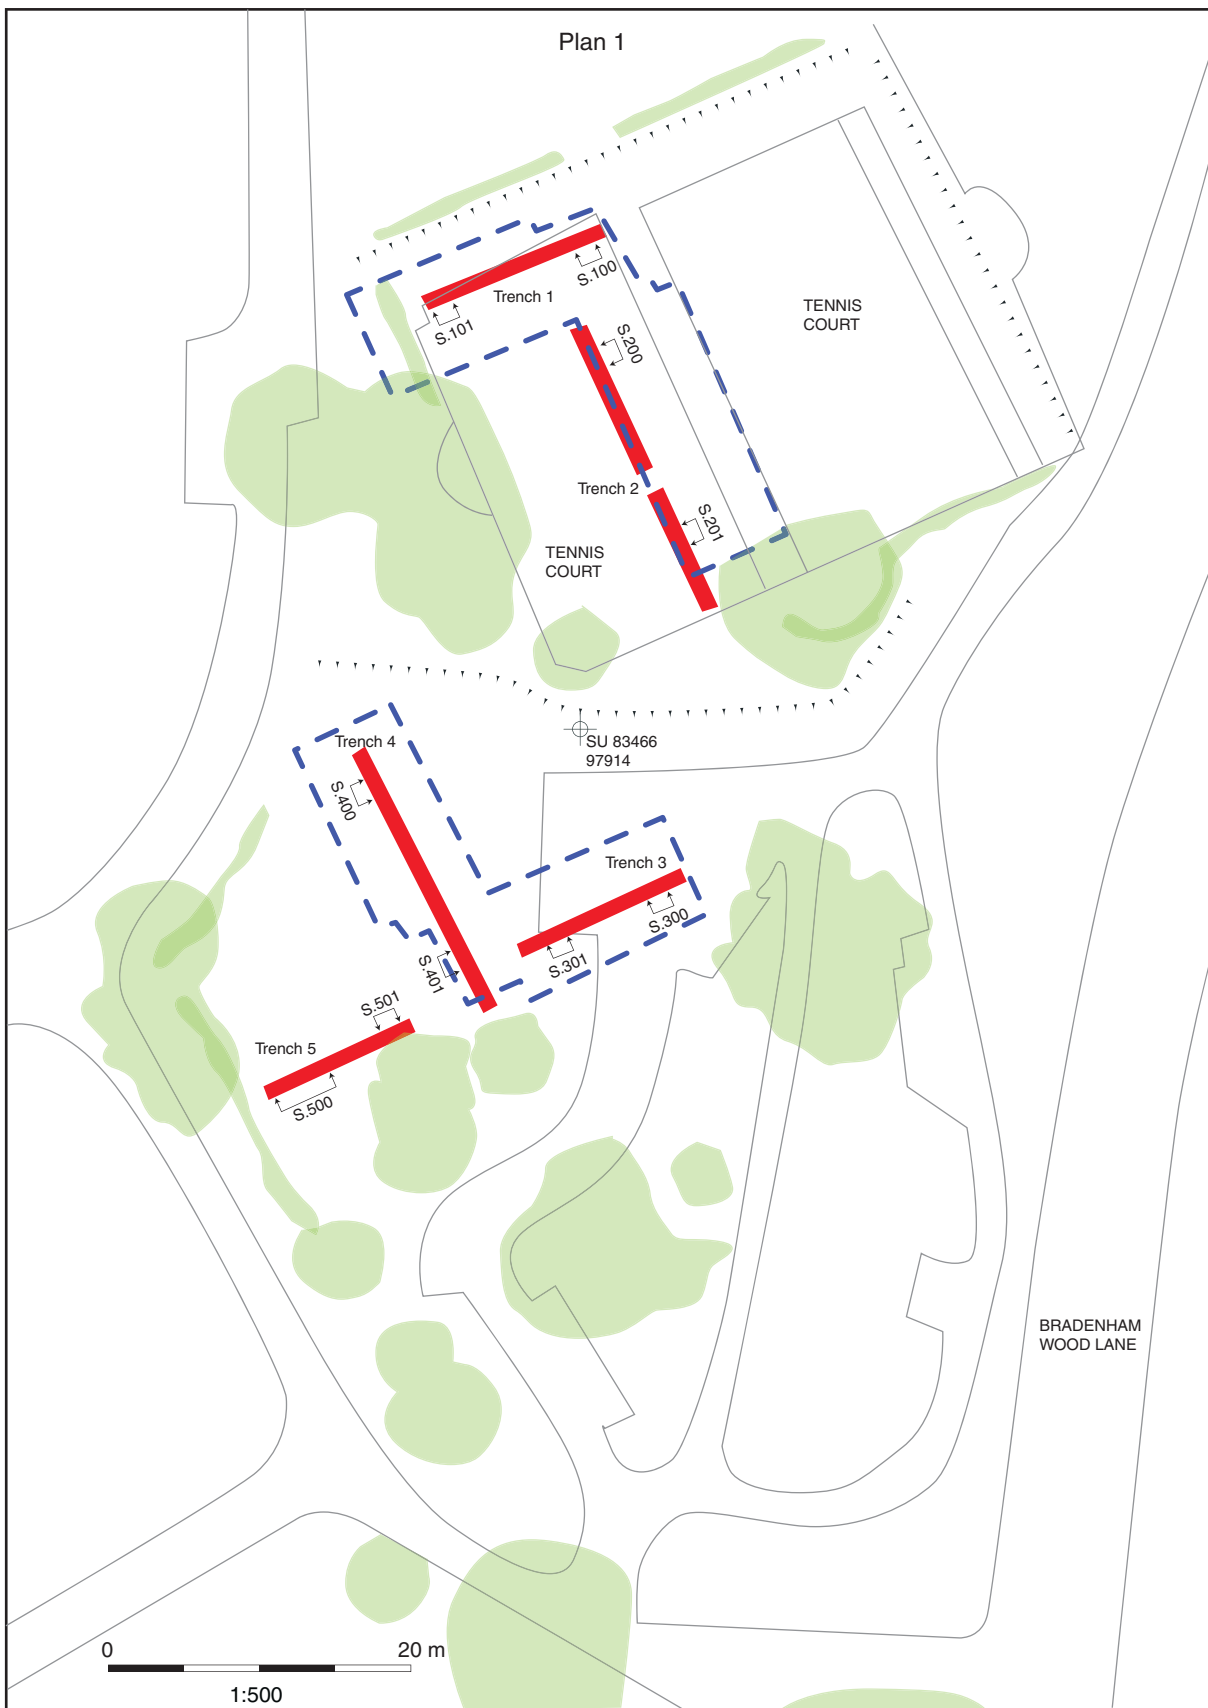 Plan 1
S.100
Trench 1
S.101
TENNIS
COURT
S.200
Trench 2
S.201
TENNIS
COURT
SU 83466
97914
Trench 4
S.400
Trench 3
S.300
S.301
S.401
S.501
Trench 5
S.500
BRADENHAM
WOOD LANE
0
20 m
1:500